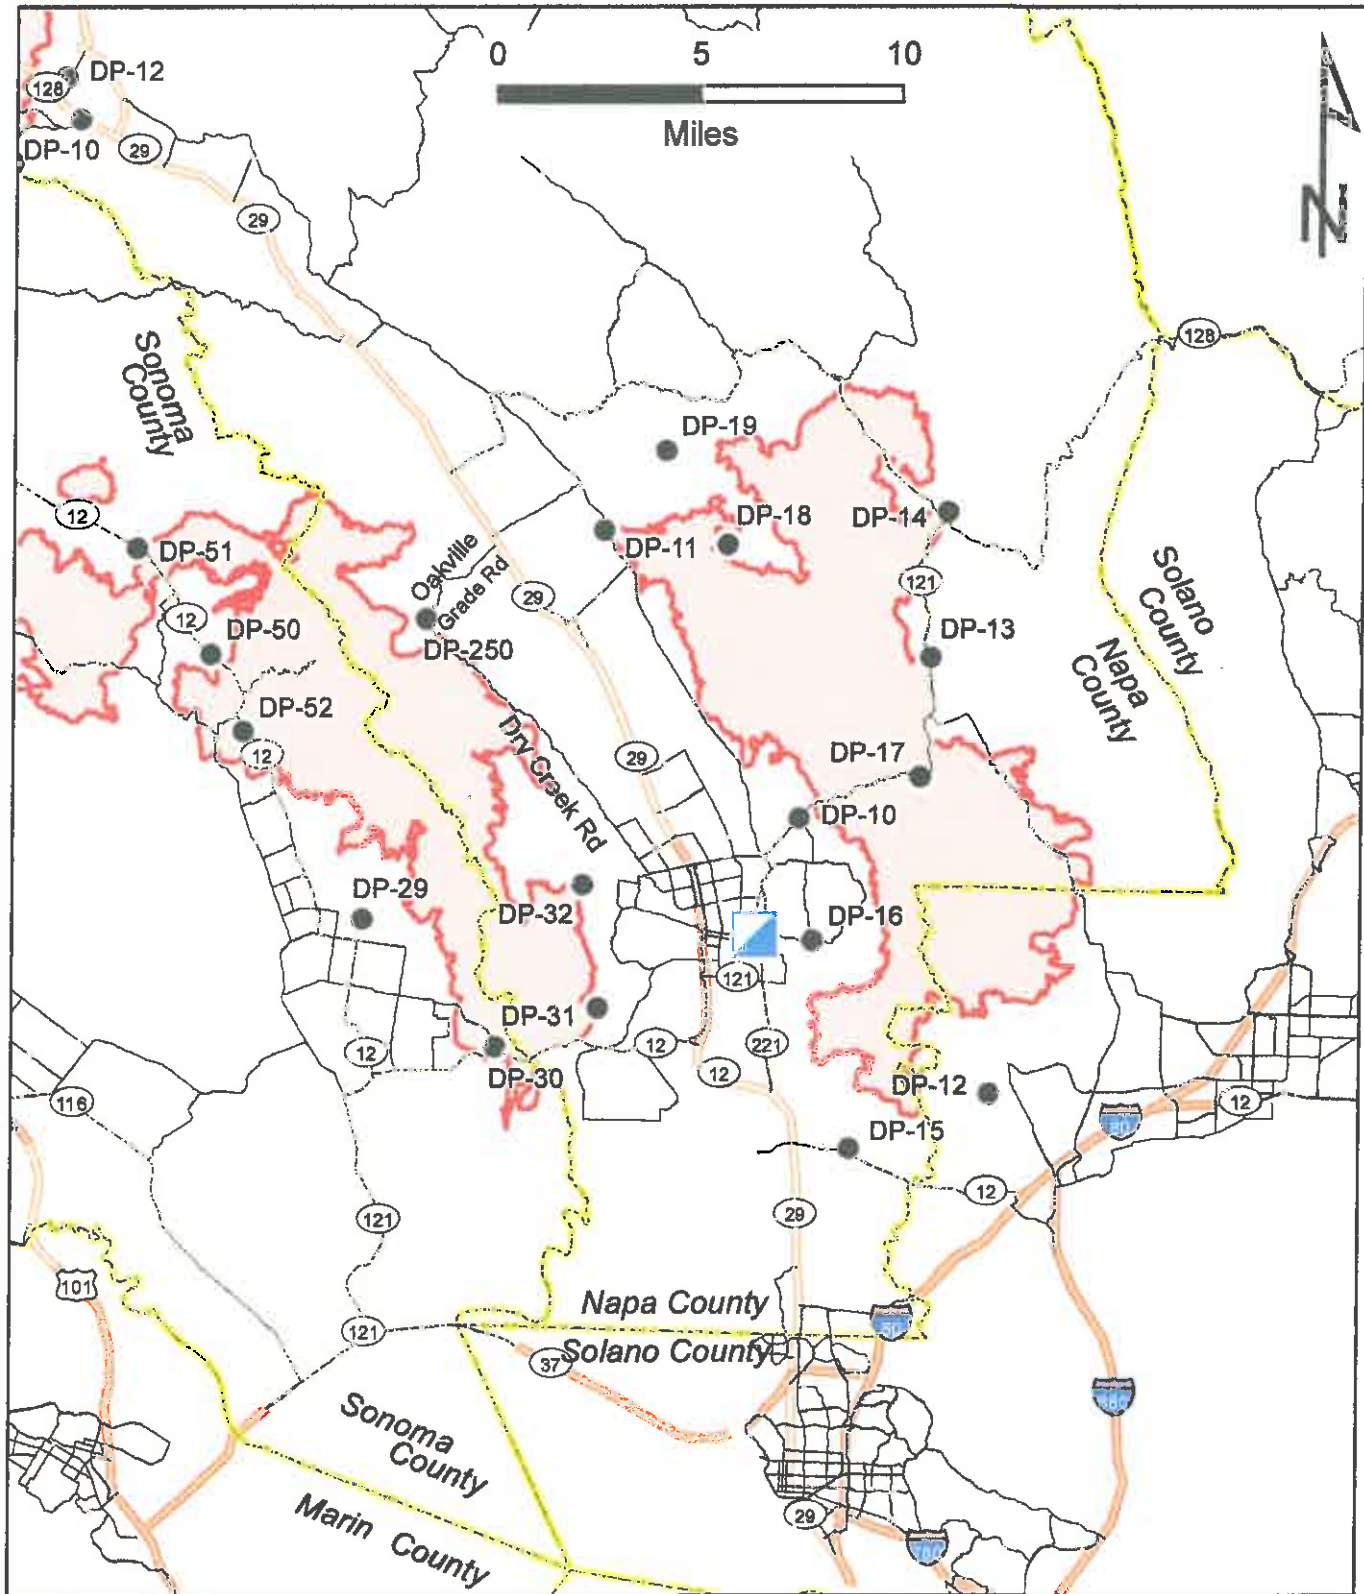 0 5 10
Miles
N
DP-12
128
DP-10
29
29
128
Sonoma
County
DP-19
12
DP-18
DP-14
DP-51
DP-11
Oakville
Grade Rd
29
121
Solano
County
Napa
County
12
DP-50
DP-250
DP-13
DP-52
12
Dry Creek Rd
29
DP-17
DP-10
DP-29
DP-32
DP-16
121
DP-31
12
12
221
DP-30
12
DP-12
116
80
12
DP-15
12
121
29
101
Napa County
80
121
Solano County
37
680
Sonoma
County
Marin County
29
780